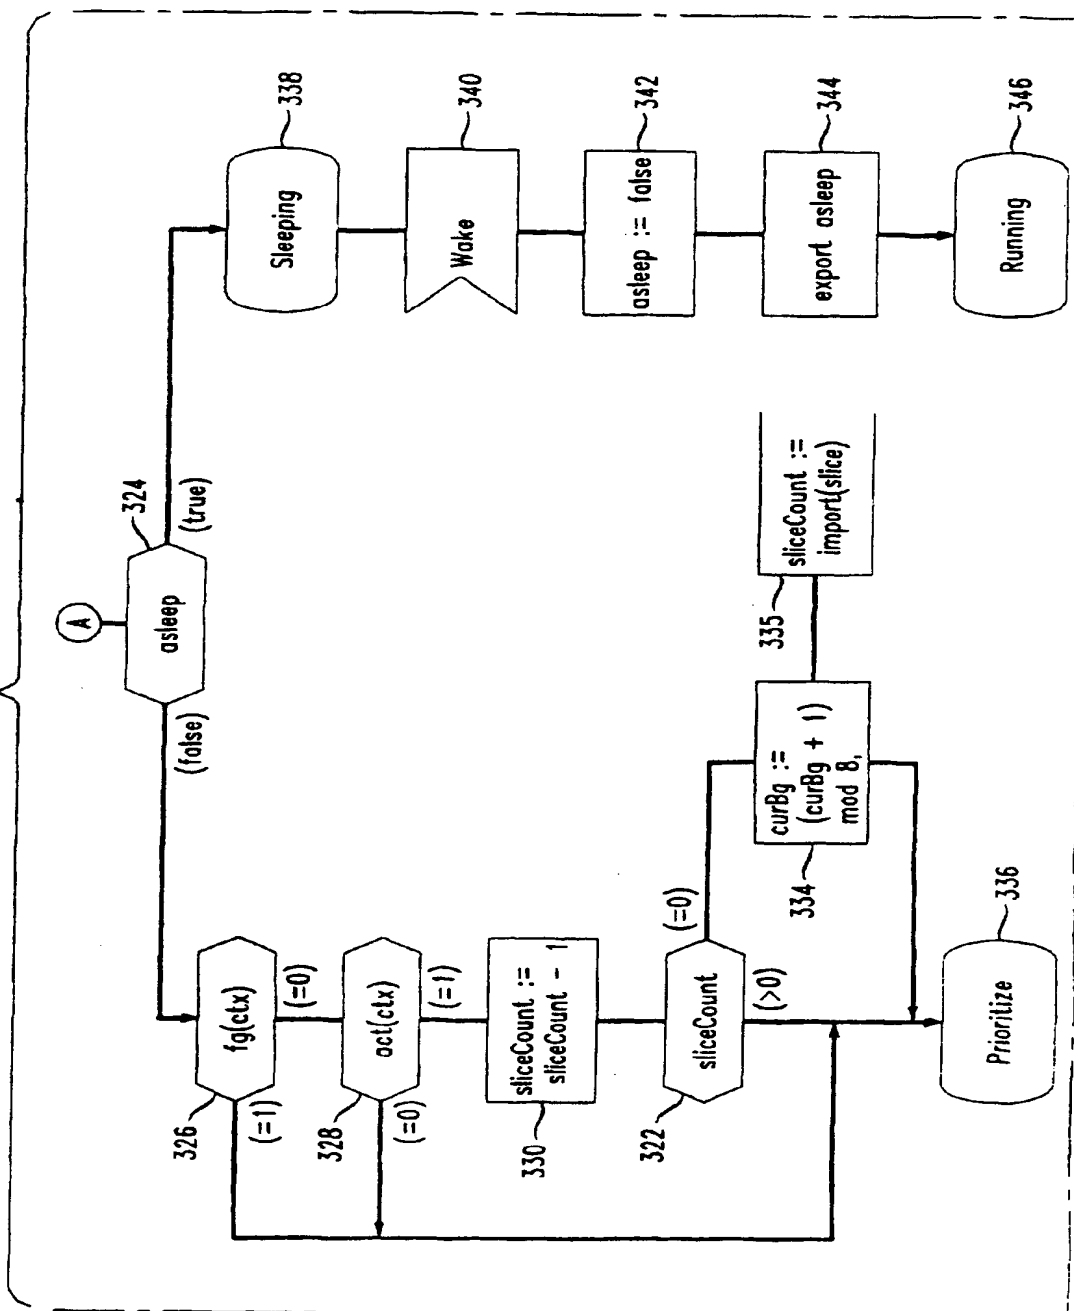 A
324
asleep
(false)
(true)
326
fg(ctx)
(=1)
(=0)
328
act(ctx)
(=0)
(=1)
330
sliceCount :=
sliceCount - 1
322
sliceCount
(=0)
(>0)
334
curBg :=
(curBg + 1)
mod 8,
335
sliceCount :=
import(slice)
Prioritize
336
Sleeping
338
Wake
340
asleep := false
342
export asleep
344
Running
346